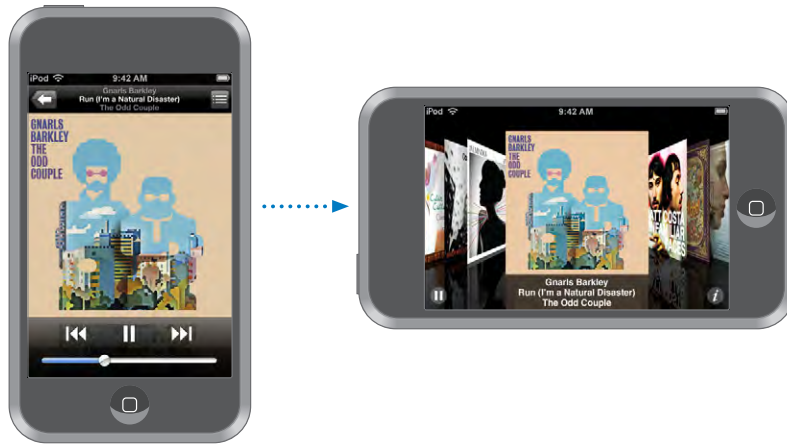 iPod 9:42 AM
Gnarls Barkley
Run (I'm a Natural Disaster)
The Odd Couple
GNARLS
BARKLEY
THE
ODD
COUPLE
iPod 9:42 AM
GNARLS
BARKLEY
THE
ODD
COUPLE
Gnarls Barkley
Run (I'm a Natural Disaster)
The Odd Couple
i